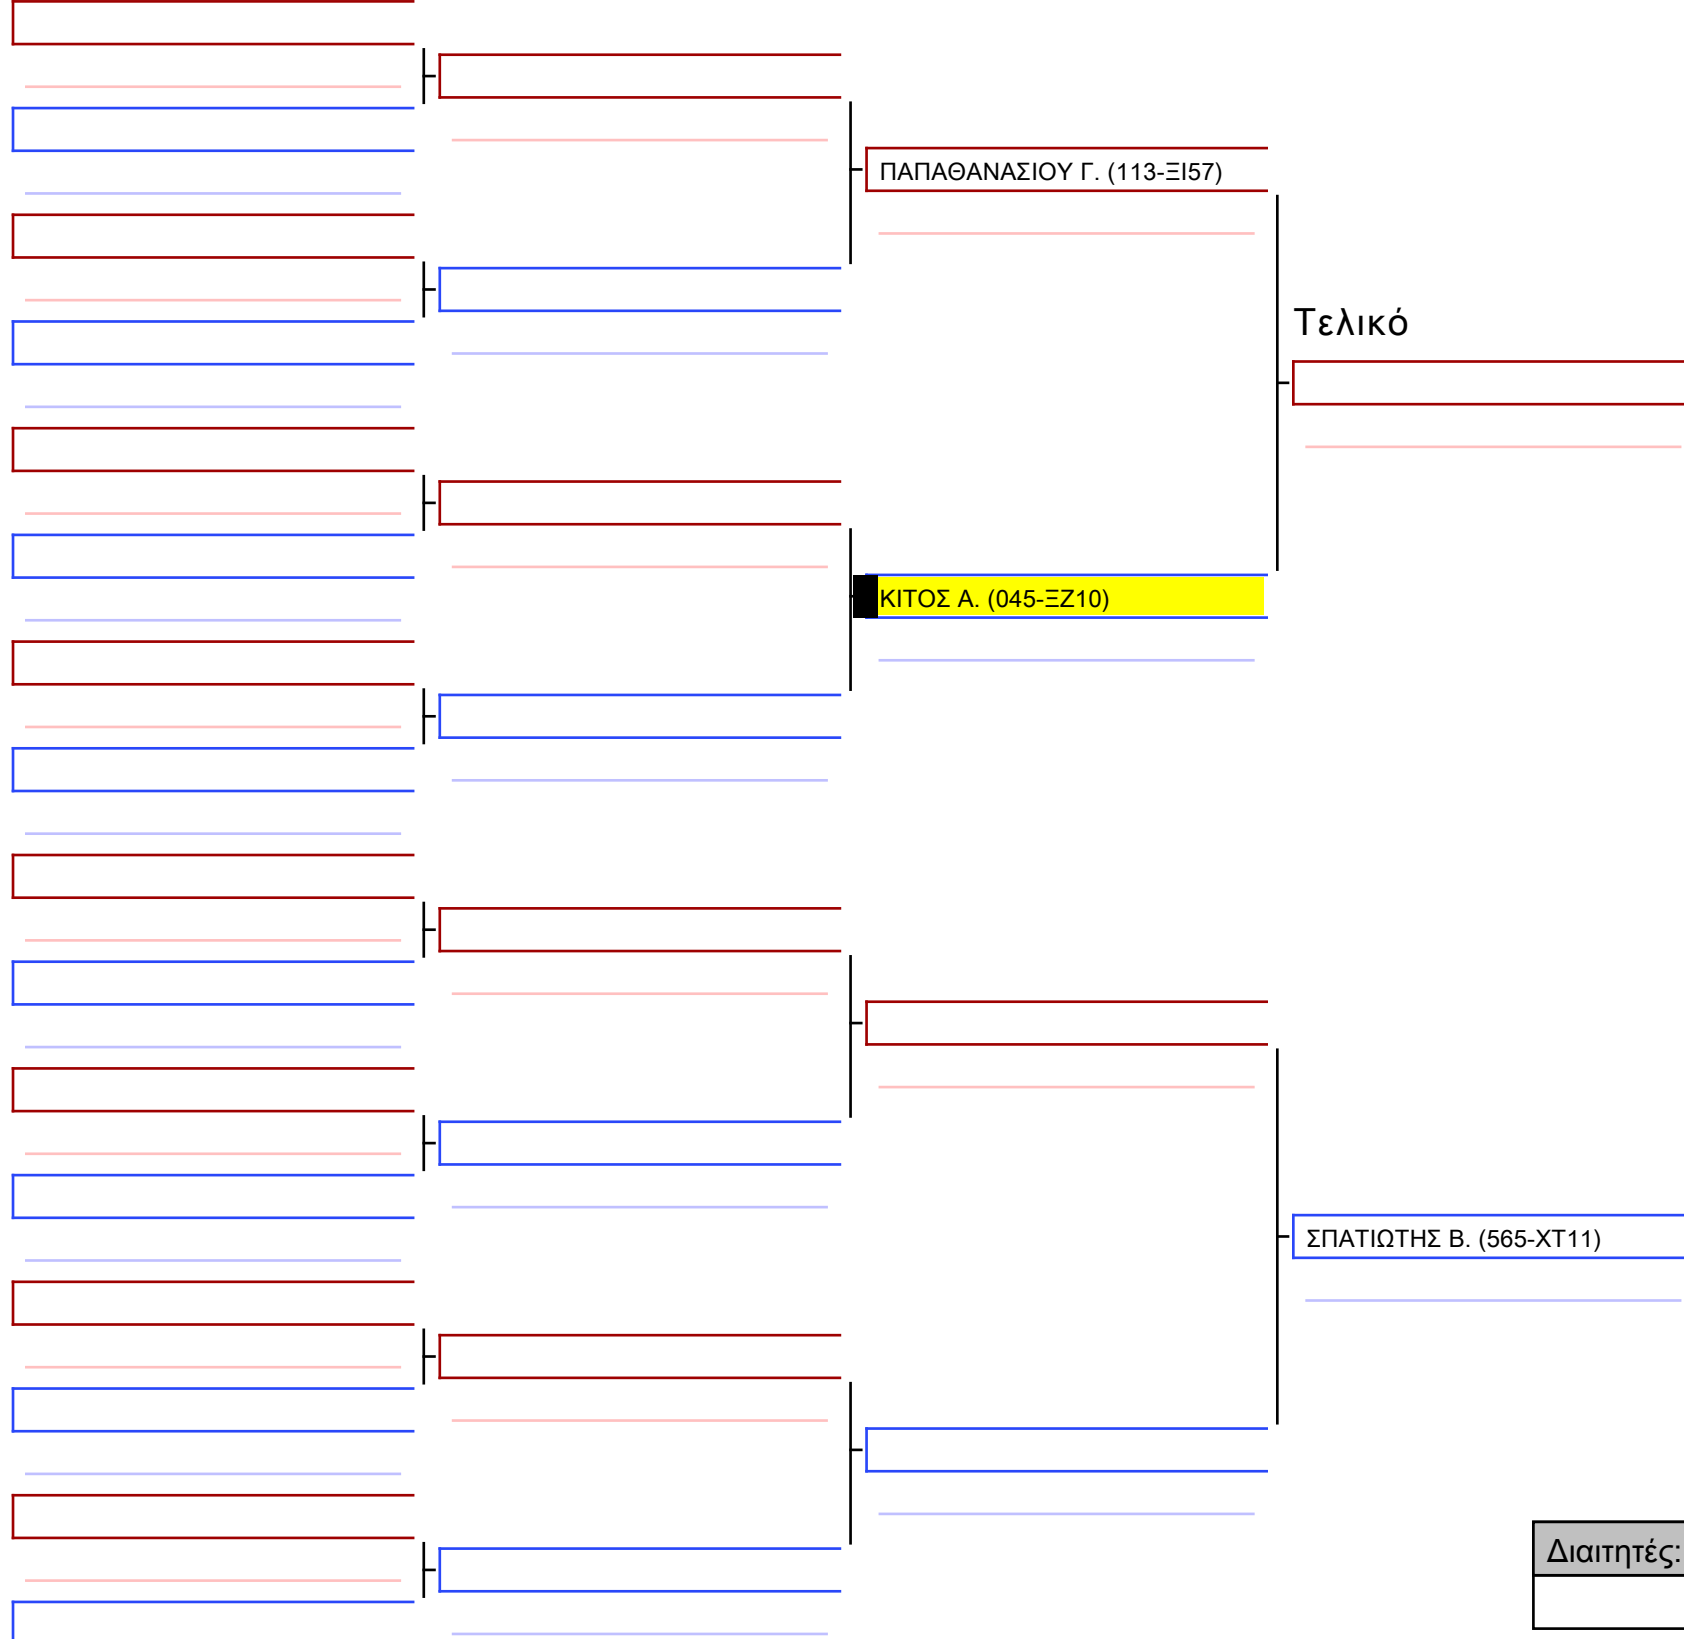 ΠΑΠΑΘΑΝΑΣΙΟΥ Γ. (113-ΞΙ57)
Τελικό
ΚΙΤΟΣ Α. (045-ΞΖ10)
ΣΠΑΤΙΩΤΗΣ Β. (565-ΧΤ11)
Διαιτητές: